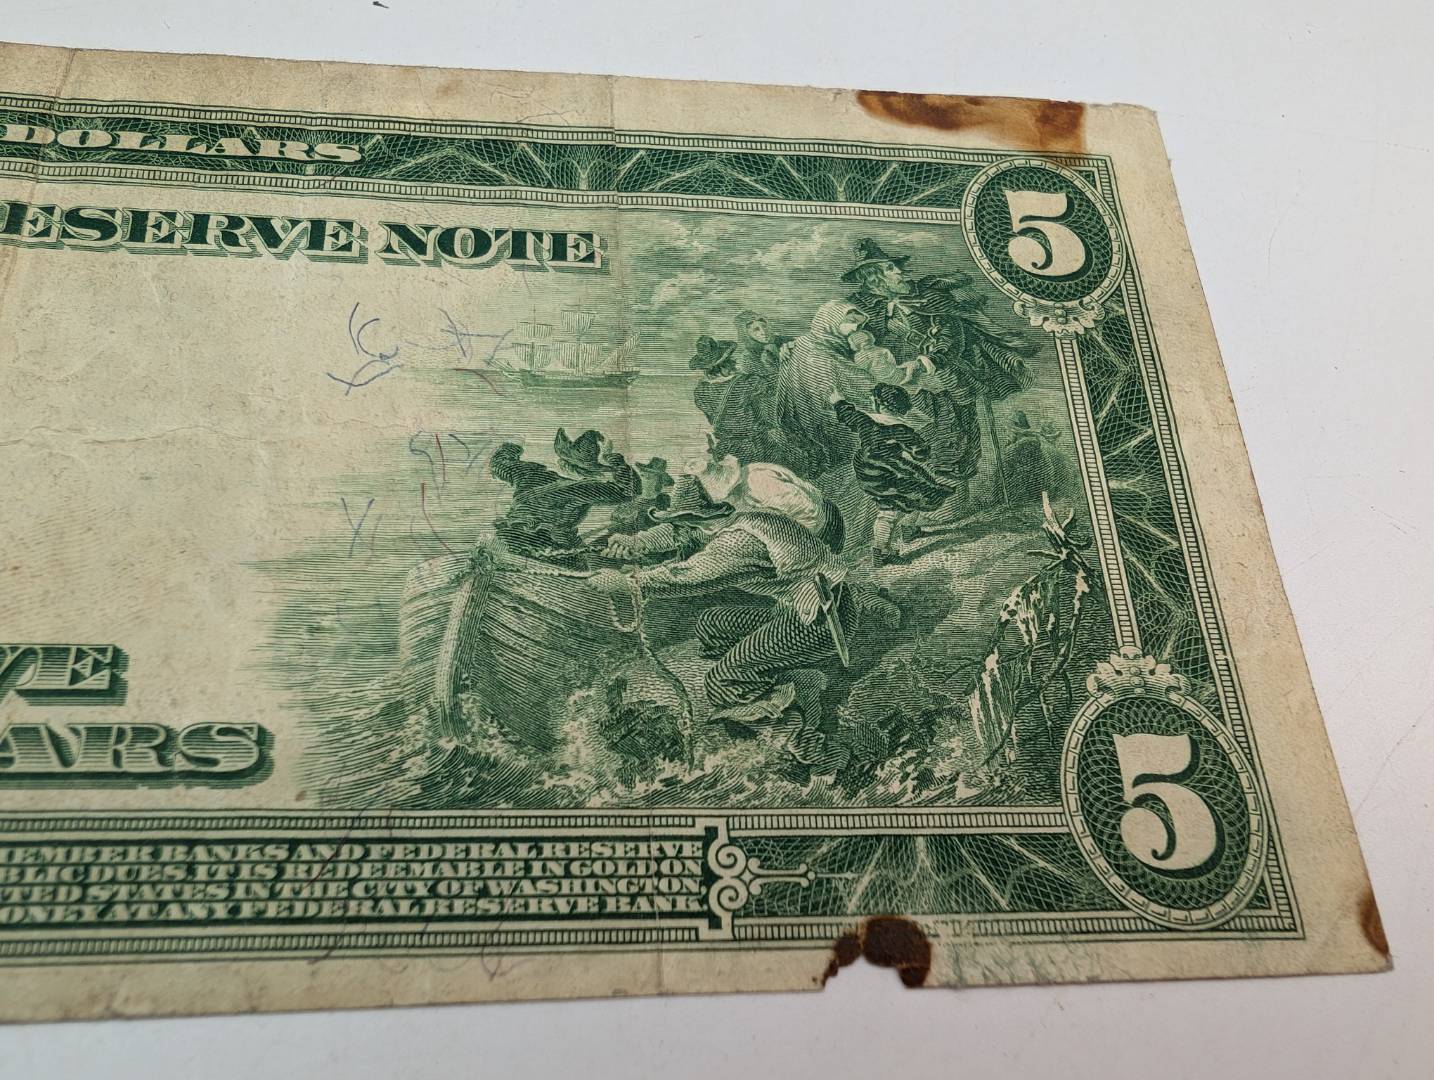 DOLLARS
ESERVE NOTE
5
VE
LLARS
5
MEMBER BANKS AND FEDERAL RESERVE
BLIC DUES. IT IS REDEEMABLE IN GOLD ON
TED STATES IN THE CITY OF WASHINGTON,
ONEY AT ANY FEDERAL RESERVE BANK.